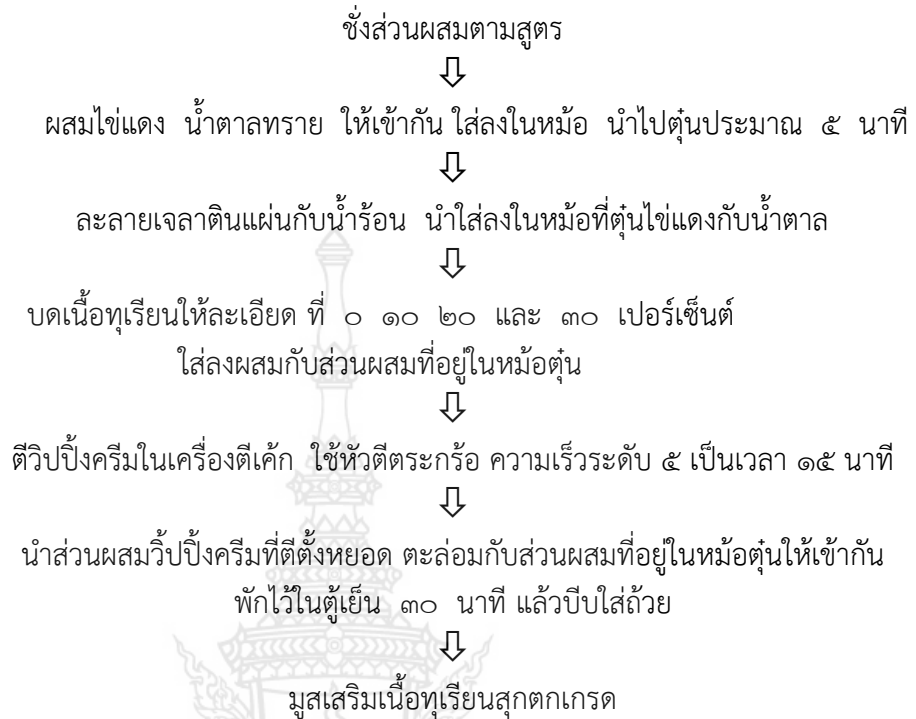 ชั่งส่วนผสมตามสูตร
⇩
ผสมไข่แดง น้ำตาลทราย ให้เข้ากัน ใส่ลงในหม้อ นำไปตุ๋นประมาณ ๕ นาที
⇩
ละลายเจลาตินแผ่นกับน้ำร้อน นำใส่ลงในหม้อที่ตุ๋นไข่แดงกับน้ำตาล
⇩
บดเนื้อทุเรียนให้ละเอียด ที่ ๐ ๑๐ ๒๐ และ ๓๐ เปอร์เซ็นต์
ใส่ลงผสมกับส่วนผสมที่อยู่ในหม้อตุ๋น
⇩
ตีวิปปิ้งครีมในเครื่องตีเค้ก ใช้หัวตีตระกร้อ ความเร็วระดับ ๕ เป็นเวลา ๑๕ นาที
⇩
นำส่วนผสมวิ้ปปิ้งครีมที่ตีตั้งหยอด ตะล่อมกับส่วนผสมที่อยู่ในหม้อตุ๋นให้เข้ากัน
พักไว้ในตู้เย็น ๓๐ นาที แล้วบีบใส่ถ้วย
⇩
มูสเสริมเนื้อทุเรียนสุกตกเกรด